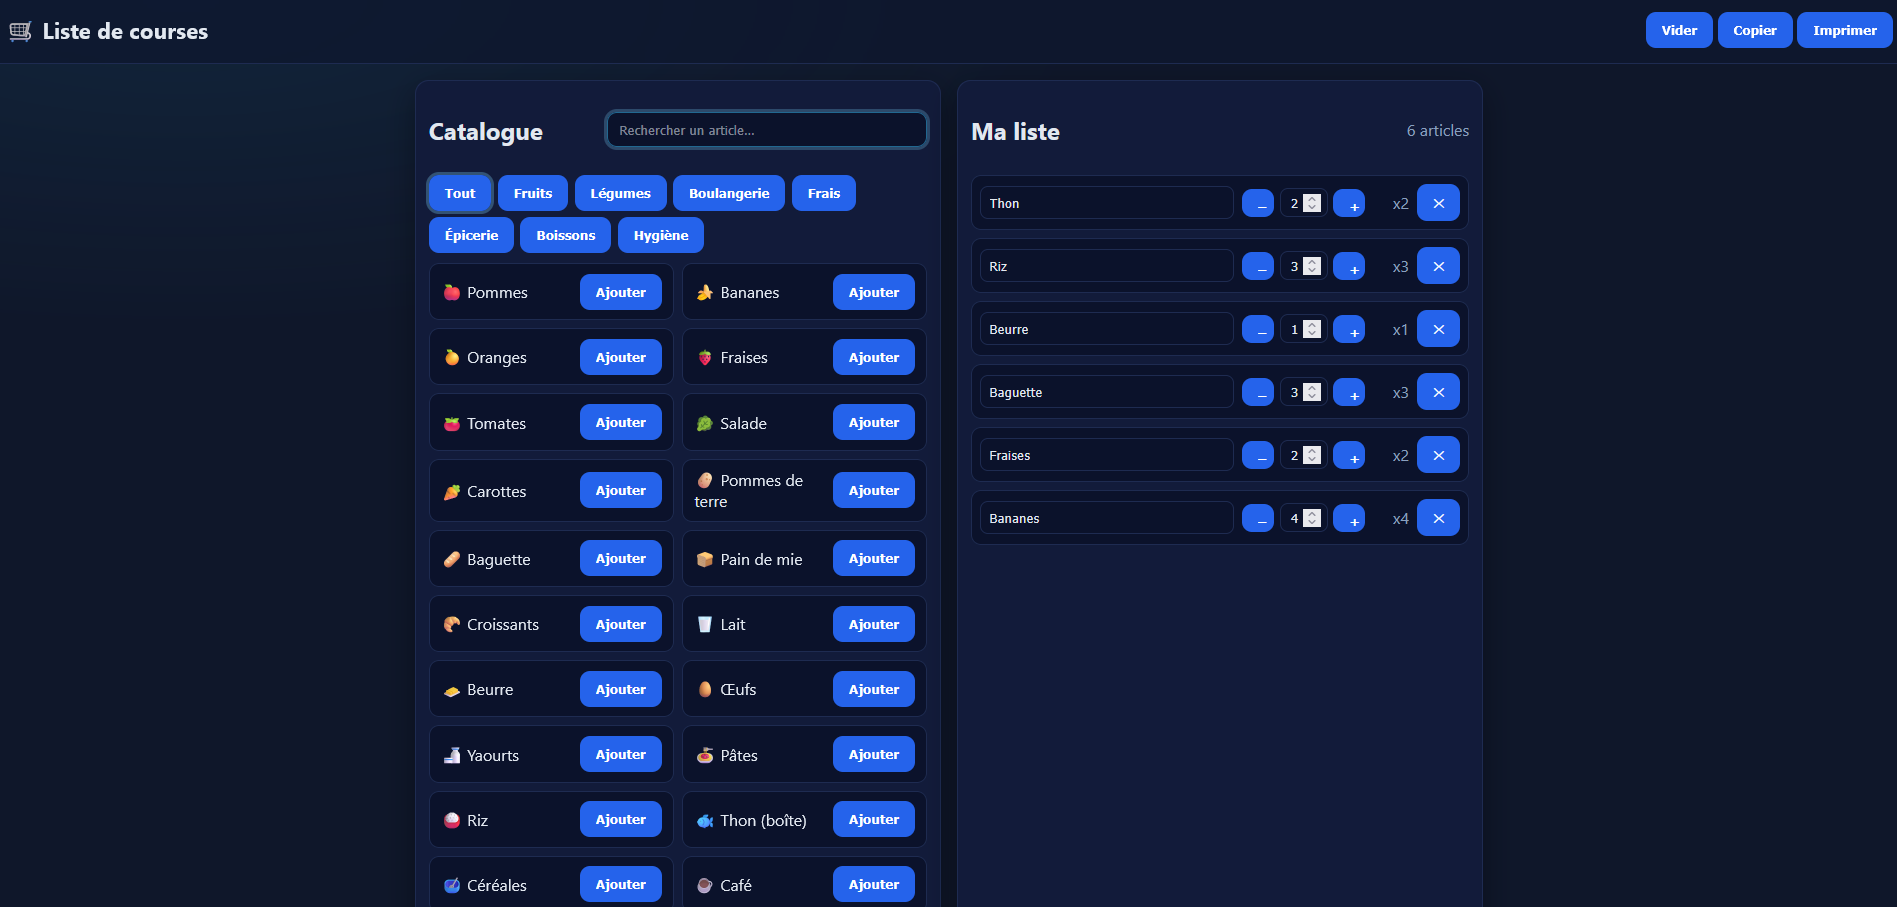 Liste de courses
Vider Copier Imprimer
Catalogue
Rechercher un article...
Tout Fruits Légumes Boulangerie Frais
Épicerie Boissons Hygiène
Pommes Ajouter Bananes Ajouter
Oranges Ajouter Fraises Ajouter
Tomates Ajouter Salade Ajouter
Carottes Ajouter Pommes de
terre Ajouter
Baguette Ajouter Pain de mie Ajouter
Croissants Ajouter Lait Ajouter
Beurre Ajouter Œufs Ajouter
Yaourts Ajouter Pâtes Ajouter
Riz Ajouter Thon (boîte) Ajouter
Céréales Ajouter Café Ajouter
Ma liste 6 articles
Thon − 2 + x2 ×
Riz − 3 + x3 ×
Beurre − 1 + x1 ×
Baguette − 3 + x3 ×
Fraises − 2 + x2 ×
Bananes − 4 + x4 ×